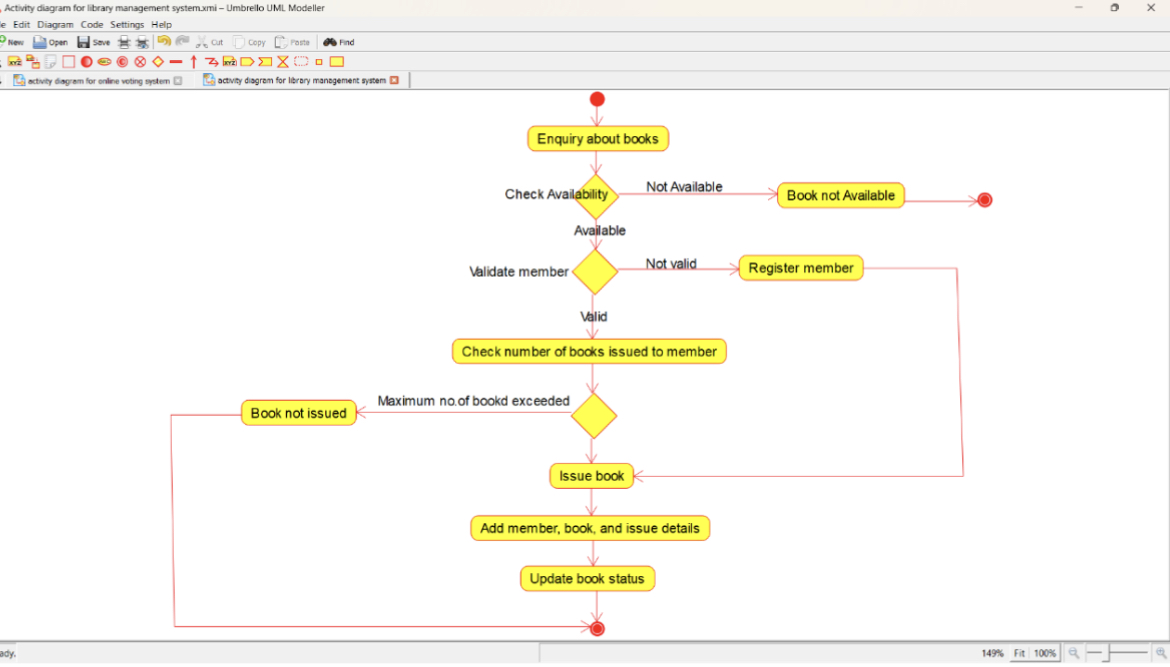 Activity diagram for library management system.xmi – Umbrello UML Modeller
Edit Diagram Code Settings Help
New Open Save Cut Copy Paste Find
activity diagram for online voting system activity diagram for library management system
Enquiry about books
Check Availability
Not Available
Book not Available
Available
Validate member
Not valid
Register member
Valid
Check number of books issued to member
Maximum no.of bookd exceeded
Book not issued
Issue book
Add member, book, and issue details
Update book status
149% Fit 100%